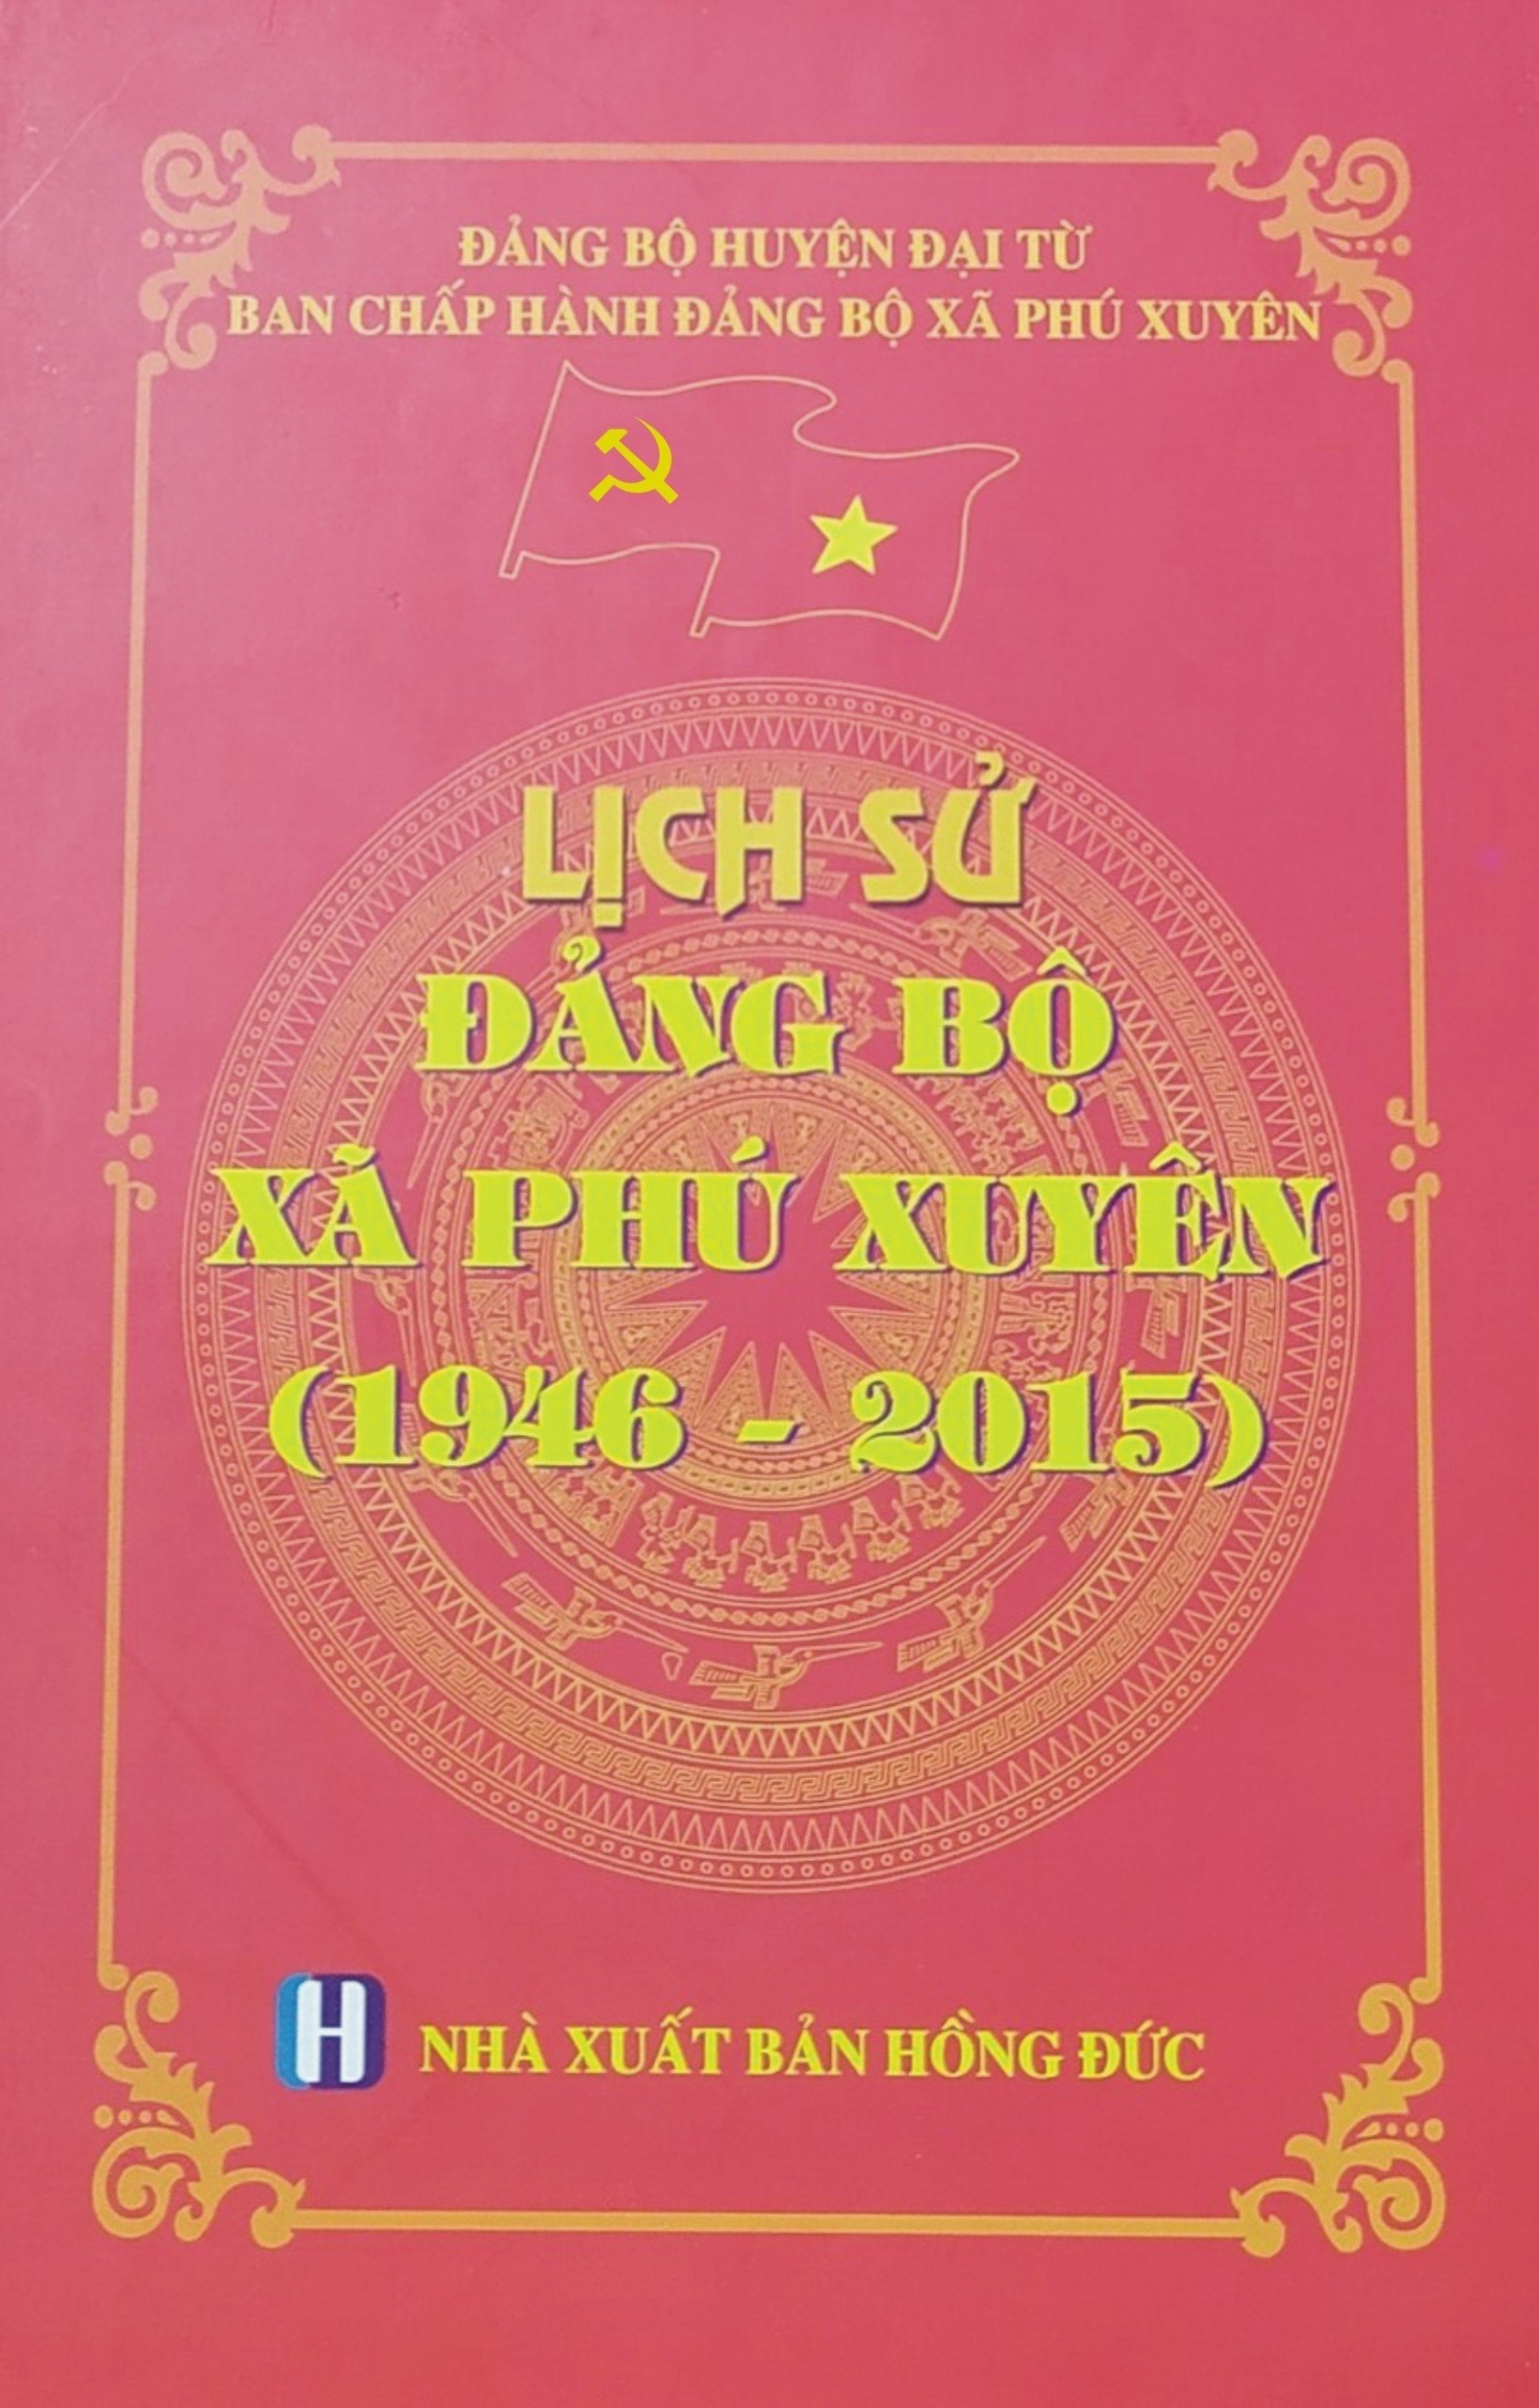 ĐẢNG BỘ HUYỆN ĐẠI TỪ
BAN CHẤP HÀNH ĐẢNG BỘ XÃ PHÚ XUYÊN
LỊCH SỬ
ĐẢNG BỘ
XÃ PHÚ XUYÊN
(1946 - 2015)
H
NHÀ XUẤT BẢN HỒNG ĐỨC